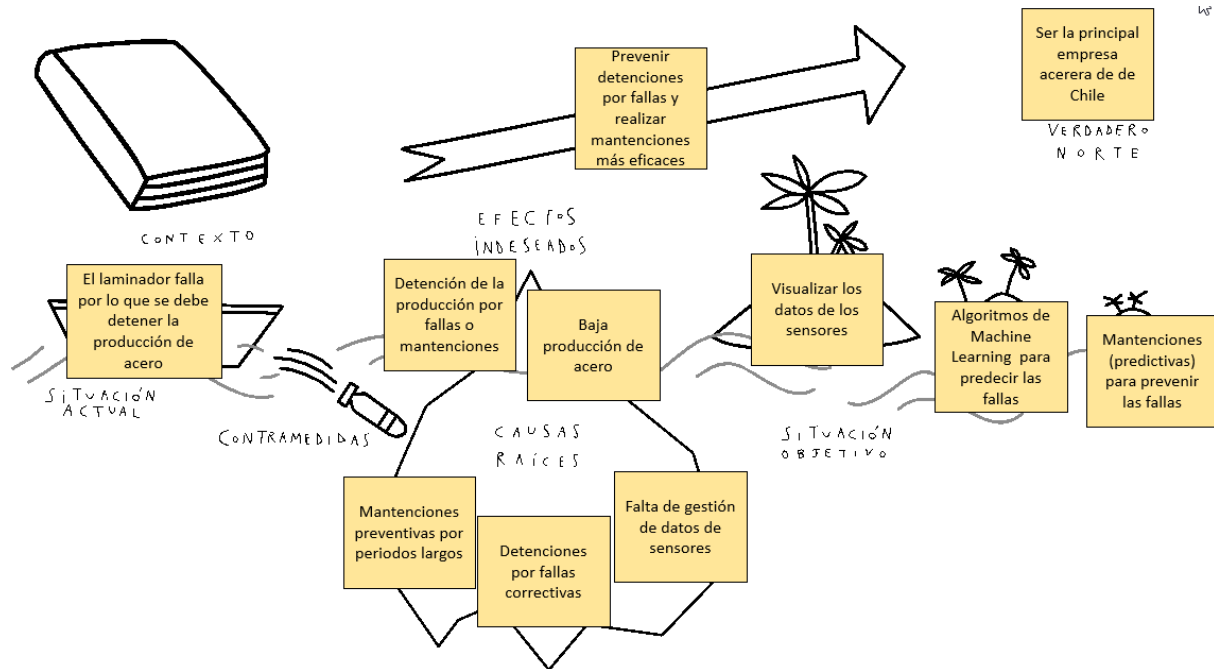 Prevenir
detenciones
por fallas y
realizar
mantenciones
más eficaces
Ser la principal
empresa
acerera de de
Chile
VERDADERO
NORTE
CONTEXTO
EFECTOS
INDESEADOS
El laminador falla
por lo que se debe
detener la
producción de
acero
SITUACIÓN
ACTUAL
Detención de la
producción por
fallas o
mantenciones
Baja
producción de
acero
Visualizar los
datos de los
sensores
Algoritmos de
Machine
Learning para
predecir las
fallas
Mantenciones
(predictivas)
para prevenir
las fallas
CONTRAMEDIDAS
CAUSAS
RAÍCES
SITUACIÓN
OBJETIVO
Mantenciones
preventivas por
periodos largos
Detenciones
por fallas
correctivas
Falta de gestión
de datos de
sensores